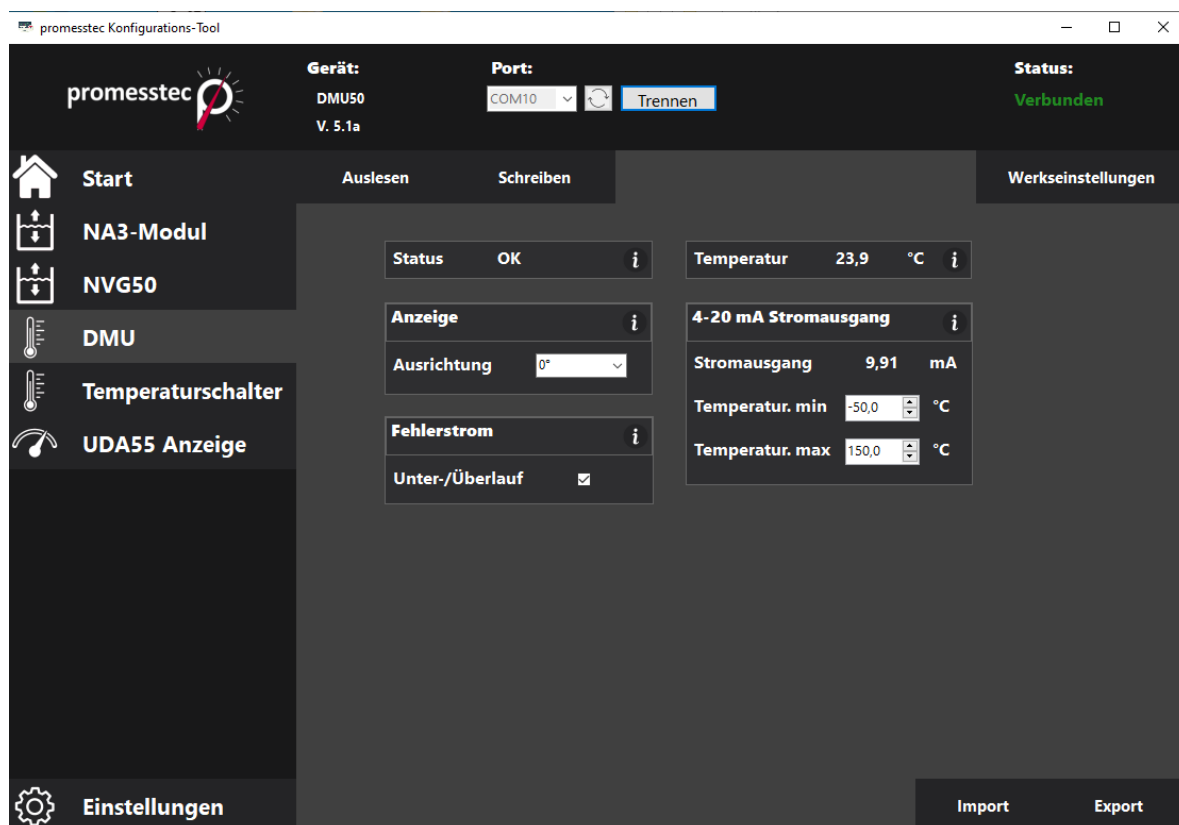 promesstec Konfigurations-Tool
promesstec
Gerät:
DMU50
V. 5.1a
Port:
COM10
Trennen
Status:
Verbunden
Start
NA3-Modul
NVG50
DMU
Temperaturschalter
UDA55 Anzeige
Einstellungen
Auslesen
Schreiben
Werkseinstellungen
Status OK i
Temperatur 23,9 °C i
Anzeige i
Ausrichtung 0°
Fehlerstrom i
Unter-/Überlauf
4-20 mA Stromausgang i
Stromausgang 9,91 mA
Temperatur. min -50,0 °C
Temperatur. max 150,0 °C
Import
Export